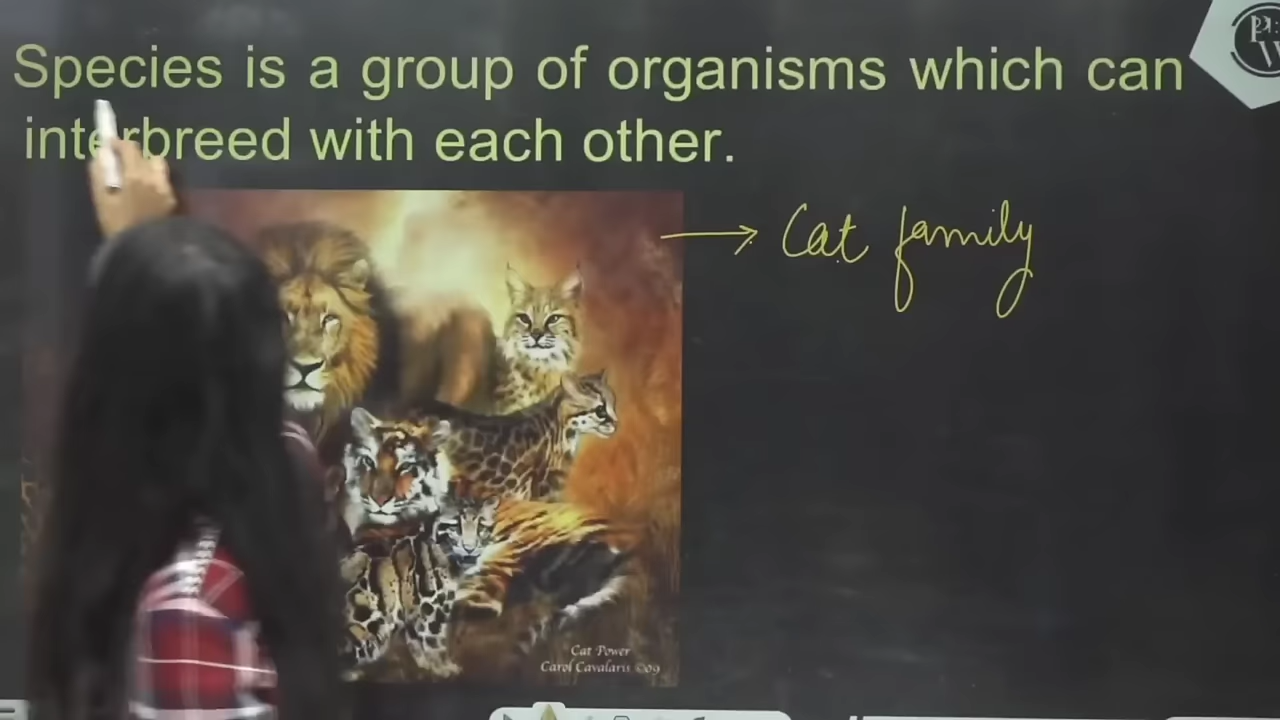 Species is a group of organisms which can
interbreed with each other.
Cat family
Cat Power
Carol Cavalaris ©09